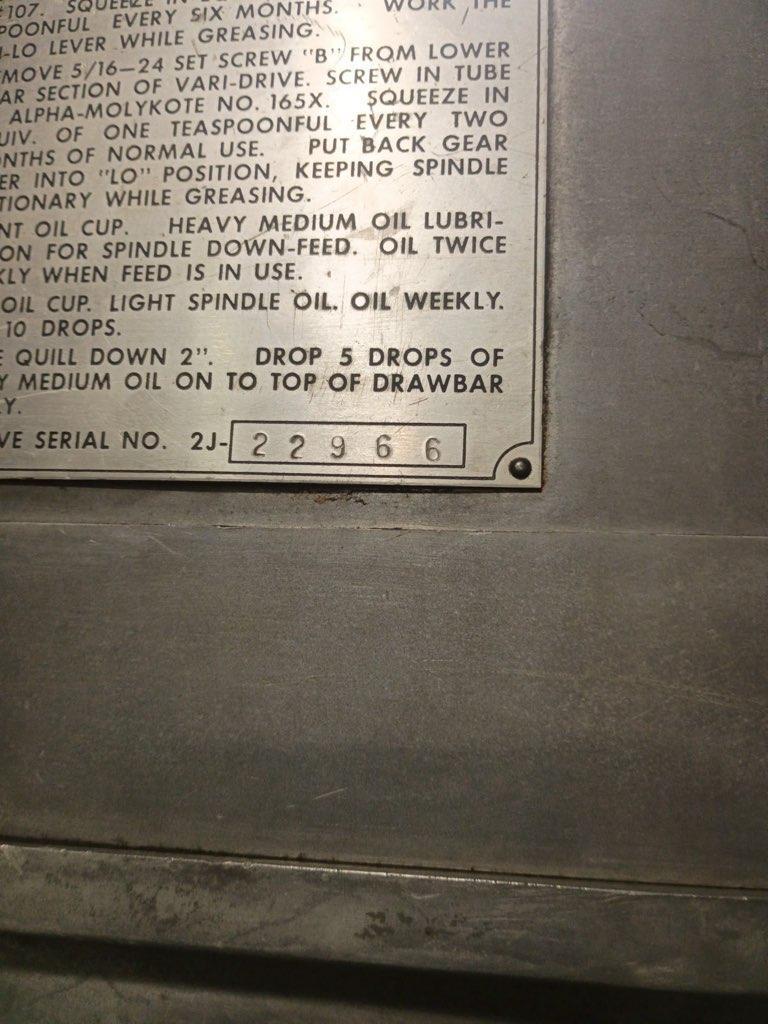 #107. SQUEEZE IN
POONFUL EVERY SIX MONTHS. WORK THE
I-LO LEVER WHILE GREASING.
MOVE 5/16—24 SET SCREW "B" FROM LOWER
AR SECTION OF VARI-DRIVE. SCREW IN TUBE
ALPHA-MOLYKOTE NO. 165X. SQUEEZE IN
UIV. OF ONE TEASPOONFUL EVERY TWO
NTHS OF NORMAL USE. PUT BACK GEAR
ER INTO "LO" POSITION, KEEPING SPINDLE
TIONARY WHILE GREASING.
NT OIL CUP. HEAVY MEDIUM OIL LUBRI-
ON FOR SPINDLE DOWN-FEED. OIL TWICE
KLY WHEN FEED IS IN USE.
OIL CUP. LIGHT SPINDLE OIL. OIL WEEKLY.
10 DROPS.
E QUILL DOWN 2". DROP 5 DROPS OF
Y MEDIUM OIL ON TO TOP OF DRAWBAR
Y.
VE SERIAL NO. 2J-22966